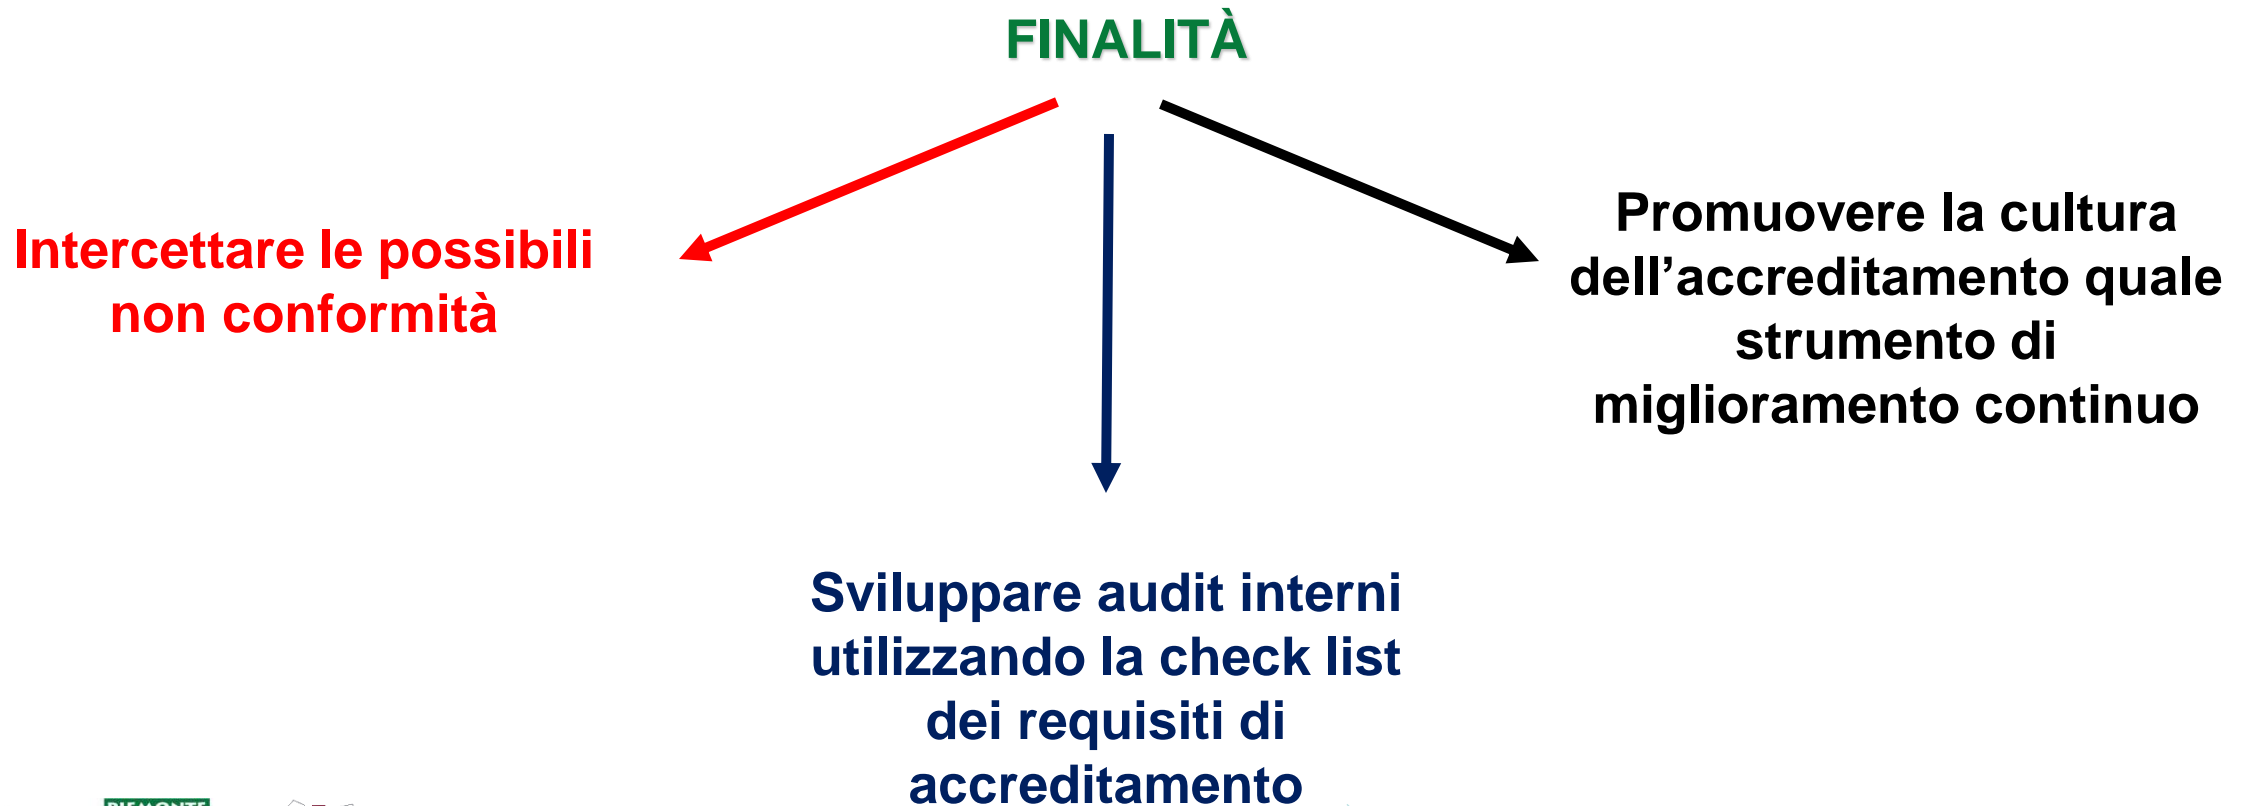 FINALITÀ
Intercettare le possibili
non conformità
Promuovere la cultura
dell’accreditamento quale
strumento di
miglioramento continuo
Sviluppare audit interni
utilizzando la check list
dei requisiti di
accreditamento
PIEMONTE